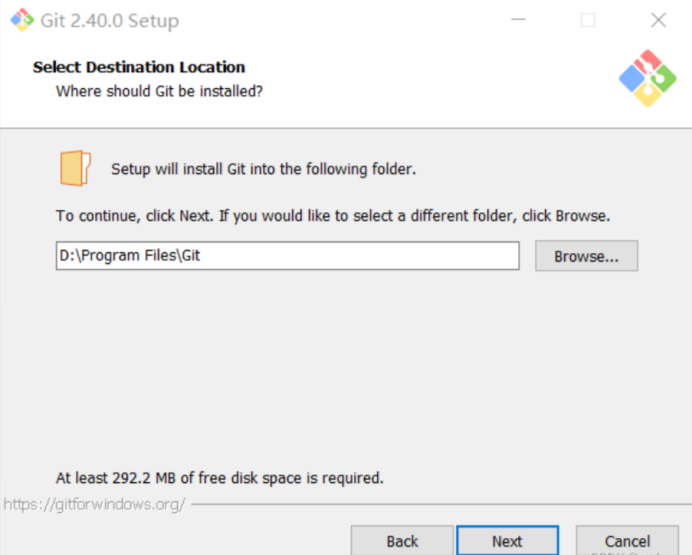 Git 2.40.0 Setup
Select Destination Location
Where should Git be installed?
Setup will install Git into the following folder.
To continue, click Next. If you would like to select a different folder, click Browse.
D:\Program Files\Git
Browse...
At least 292.2 MB of free disk space is required.
https://gitforwindows.org/
Back
Next
Cancel